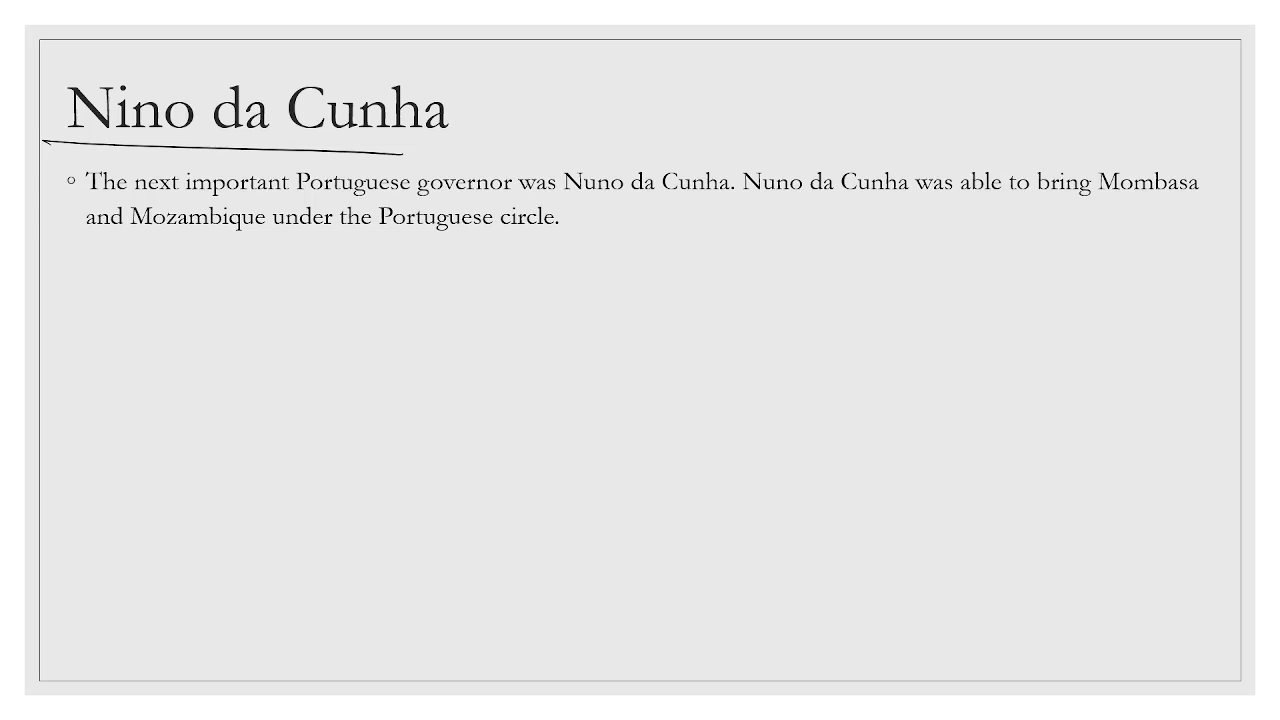 Nino da Cunha
◦ The next important Portuguese governor was Nuno da Cunha. Nuno da Cunha was able to bring Mombasa
and Mozambique under the Portuguese circle.